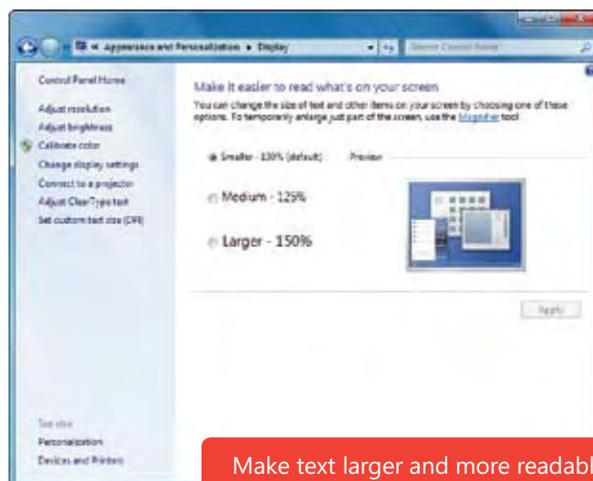 « Appearance and Personalization ▸ Display
Search Control Panel
Control Panel Home
Adjust resolution
Adjust brightness
Calibrate color
Change display settings
Connect to a projector
Adjust ClearType text
Set custom text size (DPI)
See also
Personalization
Devices and Printers
Make it easier to read what's on your screen
You can change the size of text and other items on your screen by choosing one of these
options. To temporarily enlarge just part of the screen, use the Magnifier tool.
Smaller - 100% (default) Preview
Medium - 125%
Larger - 150%
Apply
Make text larger and more readabl